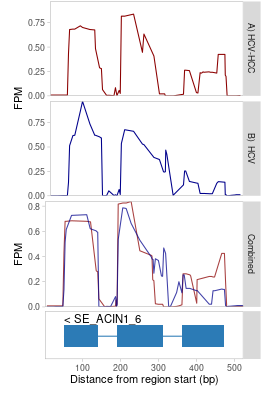 0.75
0.50
0.25
0.00
A) HCV-HCC
FPM
0.75
0.50
0.25
0.00
B) HCV
0.8
0.6
0.4
0.2
0.0
Combined
FPM
< SE_ACIN1_6
100 200 300 400 500
Distance from region start (bp)